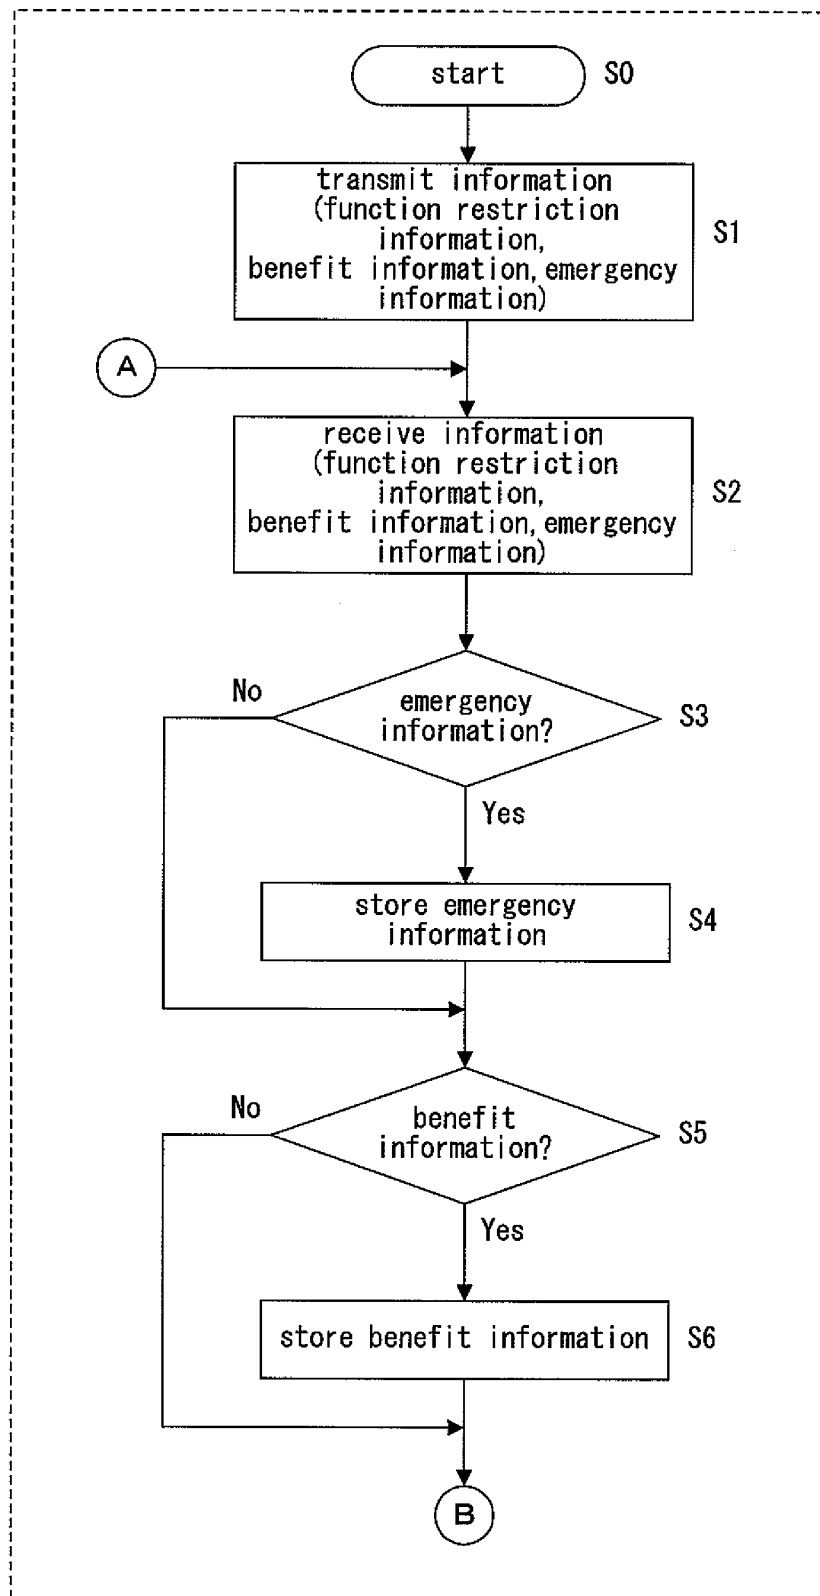 start
S0
transmit information
(function restriction
information,
benefit information, emergency
information)
S1
A
receive information
(function restriction
information,
benefit information, emergency
information)
S2
No
emergency
information?
S3
Yes
store emergency
information
S4
No
benefit
information?
S5
Yes
store benefit information
S6
B